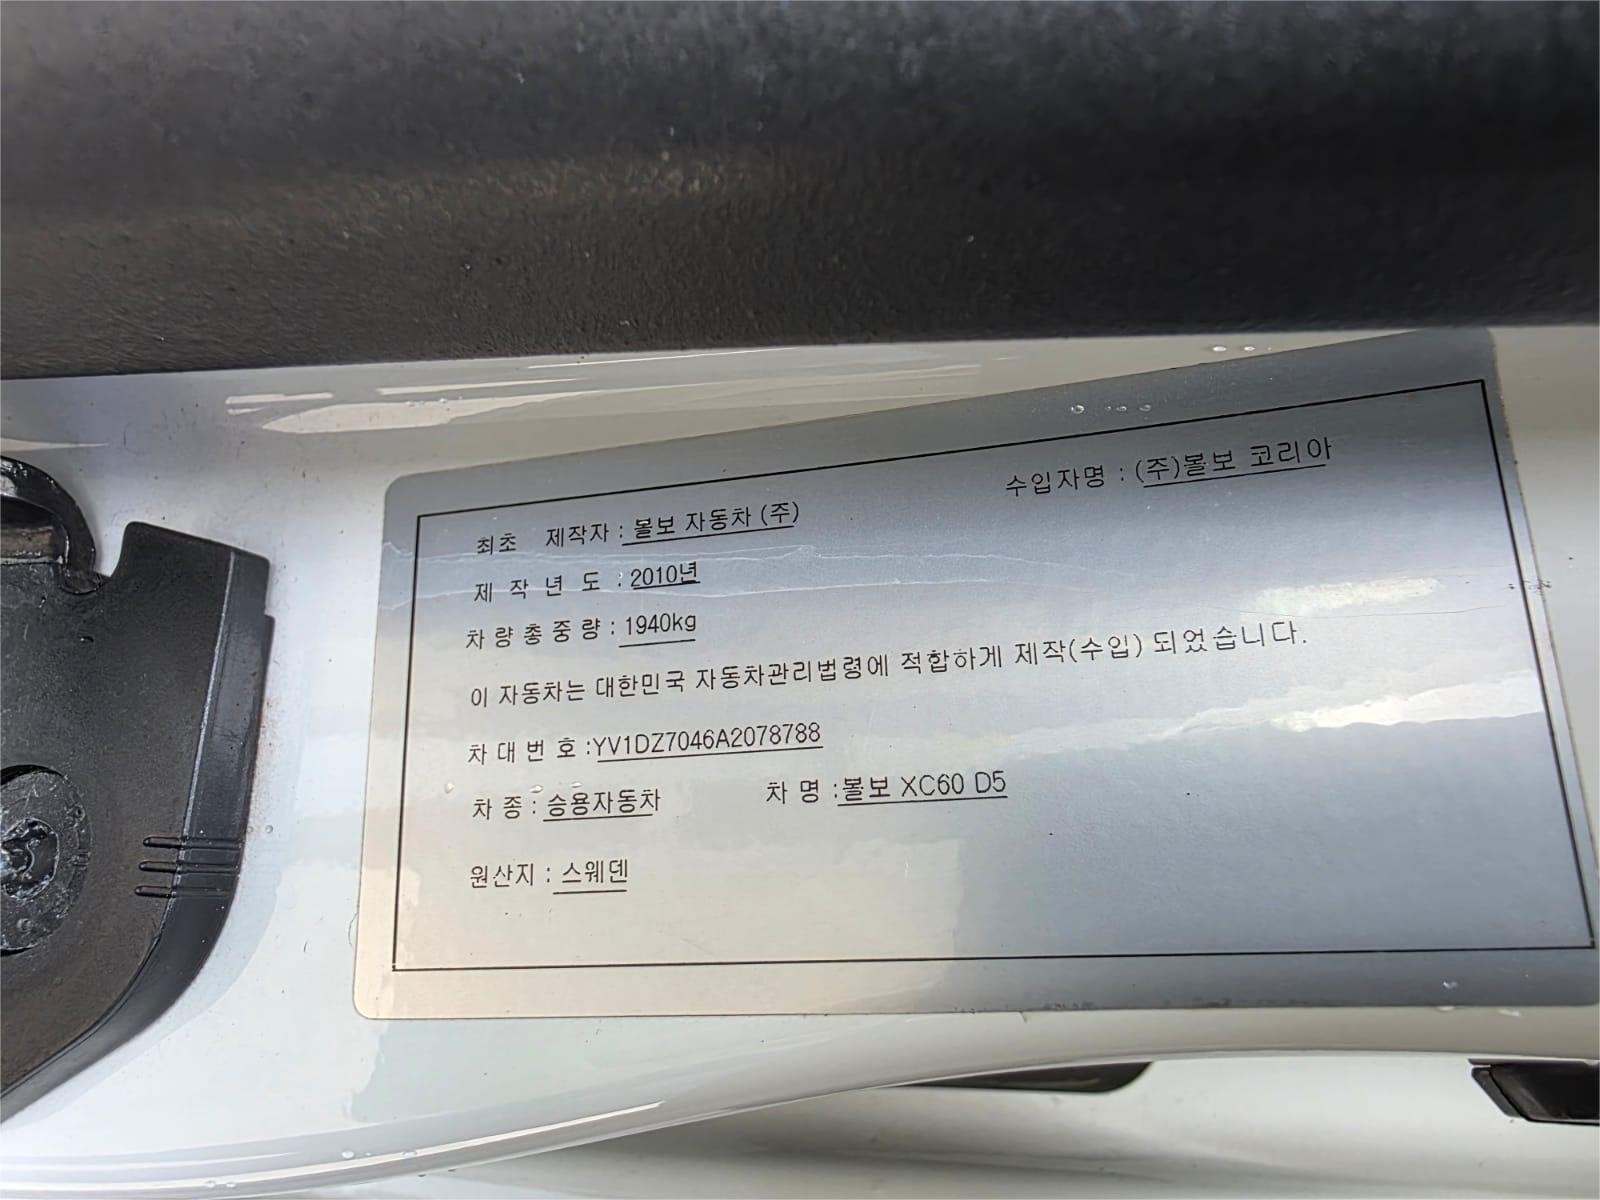 최초 제작자 : 볼보 자동차 (주) 수입자명 : (주)볼보 코리아
제 작 년 도 : 2010년
차 량 총 중 량 : 1940kg
이 자동차는 대한민국 자동차관리법령에 적합하게 제작(수입) 되었습니다.
차 대 번 호 :YV1DZ7046A2078788
차 종 : 승용자동차 차 명 :볼보 XC60 D5
원산지 : 스웨덴